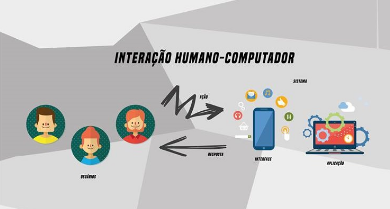 INTERAÇÃO HUMANO-COMPUTADOR
SISTEMA
AÇÃO
RESPOSTA
INTERFACE
APLICAÇÃO
USUÁRIOS